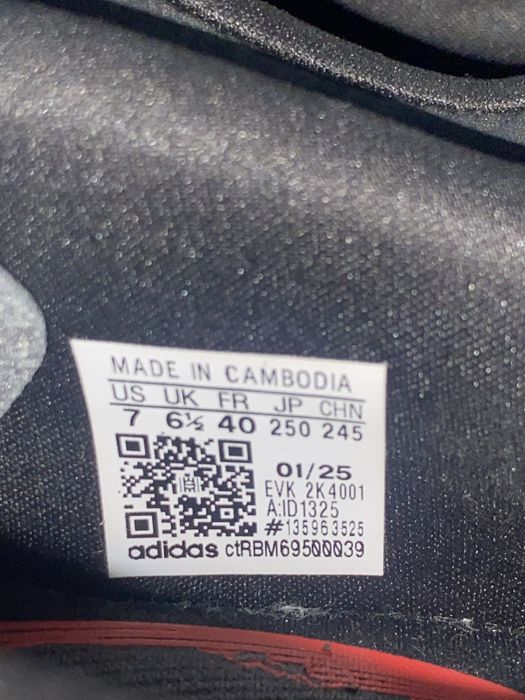 MADE IN CAMBODIA
US UK FR JP CHN
7 6½ 40 250 245
01/25
EVK 2K4001
A:ID1325
#135963525
adidas ctRBM69500039